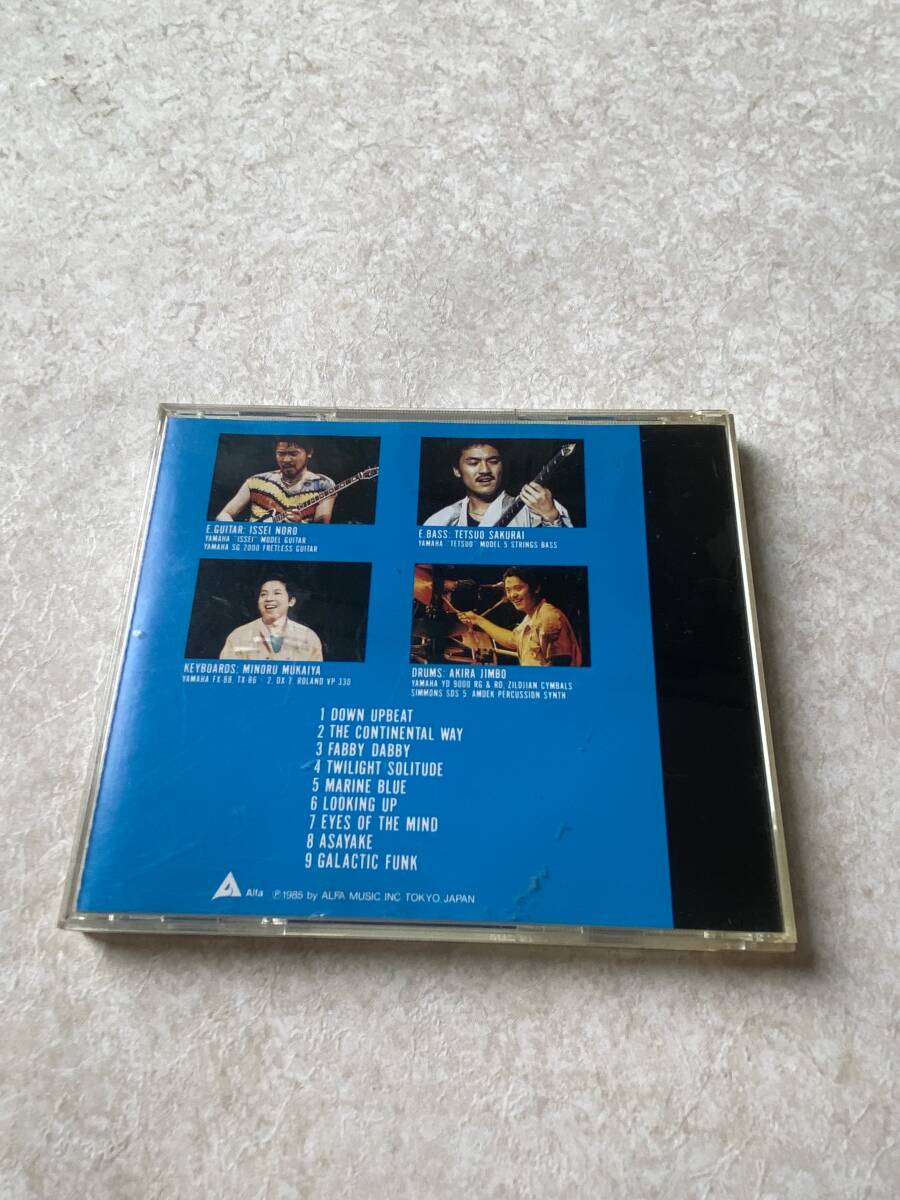 E.GUITAR: ISSEI NORO
YAMAHA "ISSEI" MODEL GUITAR
YAMAHA SG 2000 FRETLESS GUITAR
E.BASS: TETSUO SAKURAI
YAMAHA "TETSUO" MODEL 5 STRINGS BASS
KEYBOARDS: MINORU MUKAIYA
YAMAHA FX-88, TX-86 · 2, DX-7, ROLAND VP-330
DRUMS: AKIRA JIMBO
YAMAHA YD 9000 RG & RD, ZILDJIAN CYMBALS
SIMMONS SDS 5, AMDEK PERCUSSION SYNTH
1 DOWN UPBEAT
2 THE CONTINENTAL WAY
3 FABBY DABBY
4 TWILIGHT SOLITUDE
5 MARINE BLUE
6 LOOKING UP
7 EYES OF THE MIND
8 ASAYAKE
9 GALACTIC FUNK
Alfa ℗1985 by ALFA MUSIC INC TOKYO, JAPAN